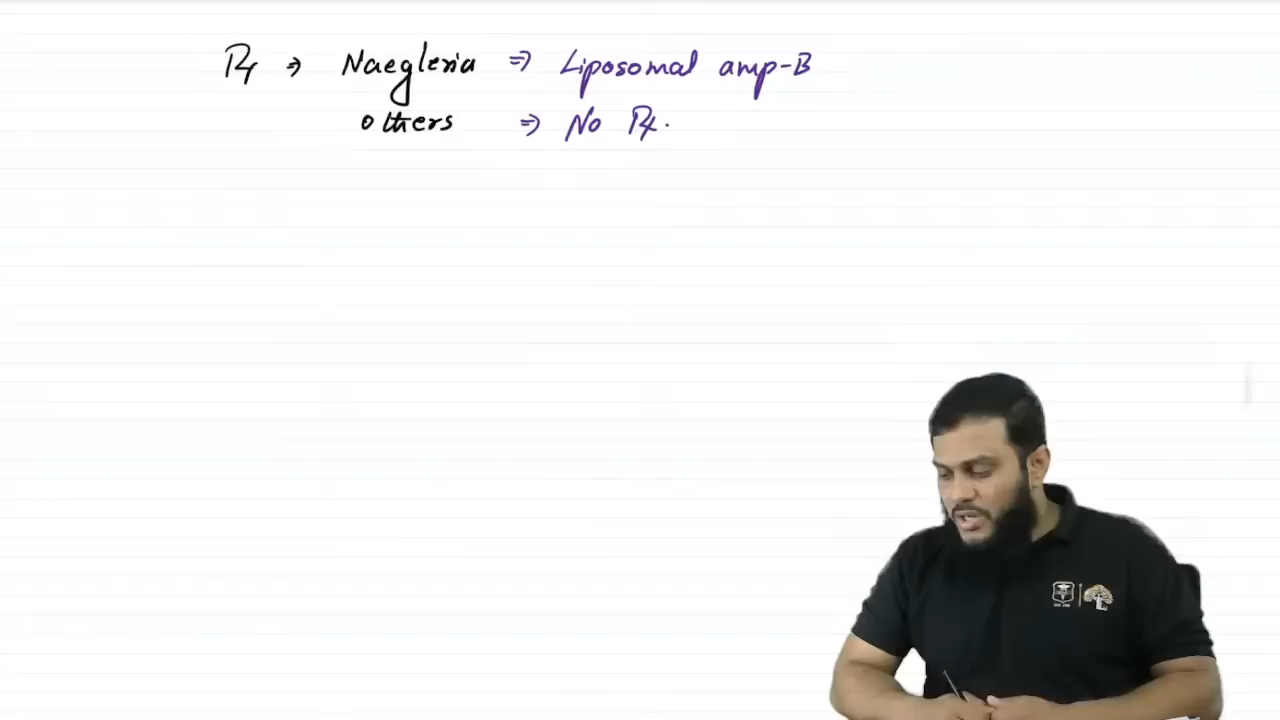 Rx ⇒ Naegleria ⇒ Liposomal amp-B
others ⇒ No Rx.